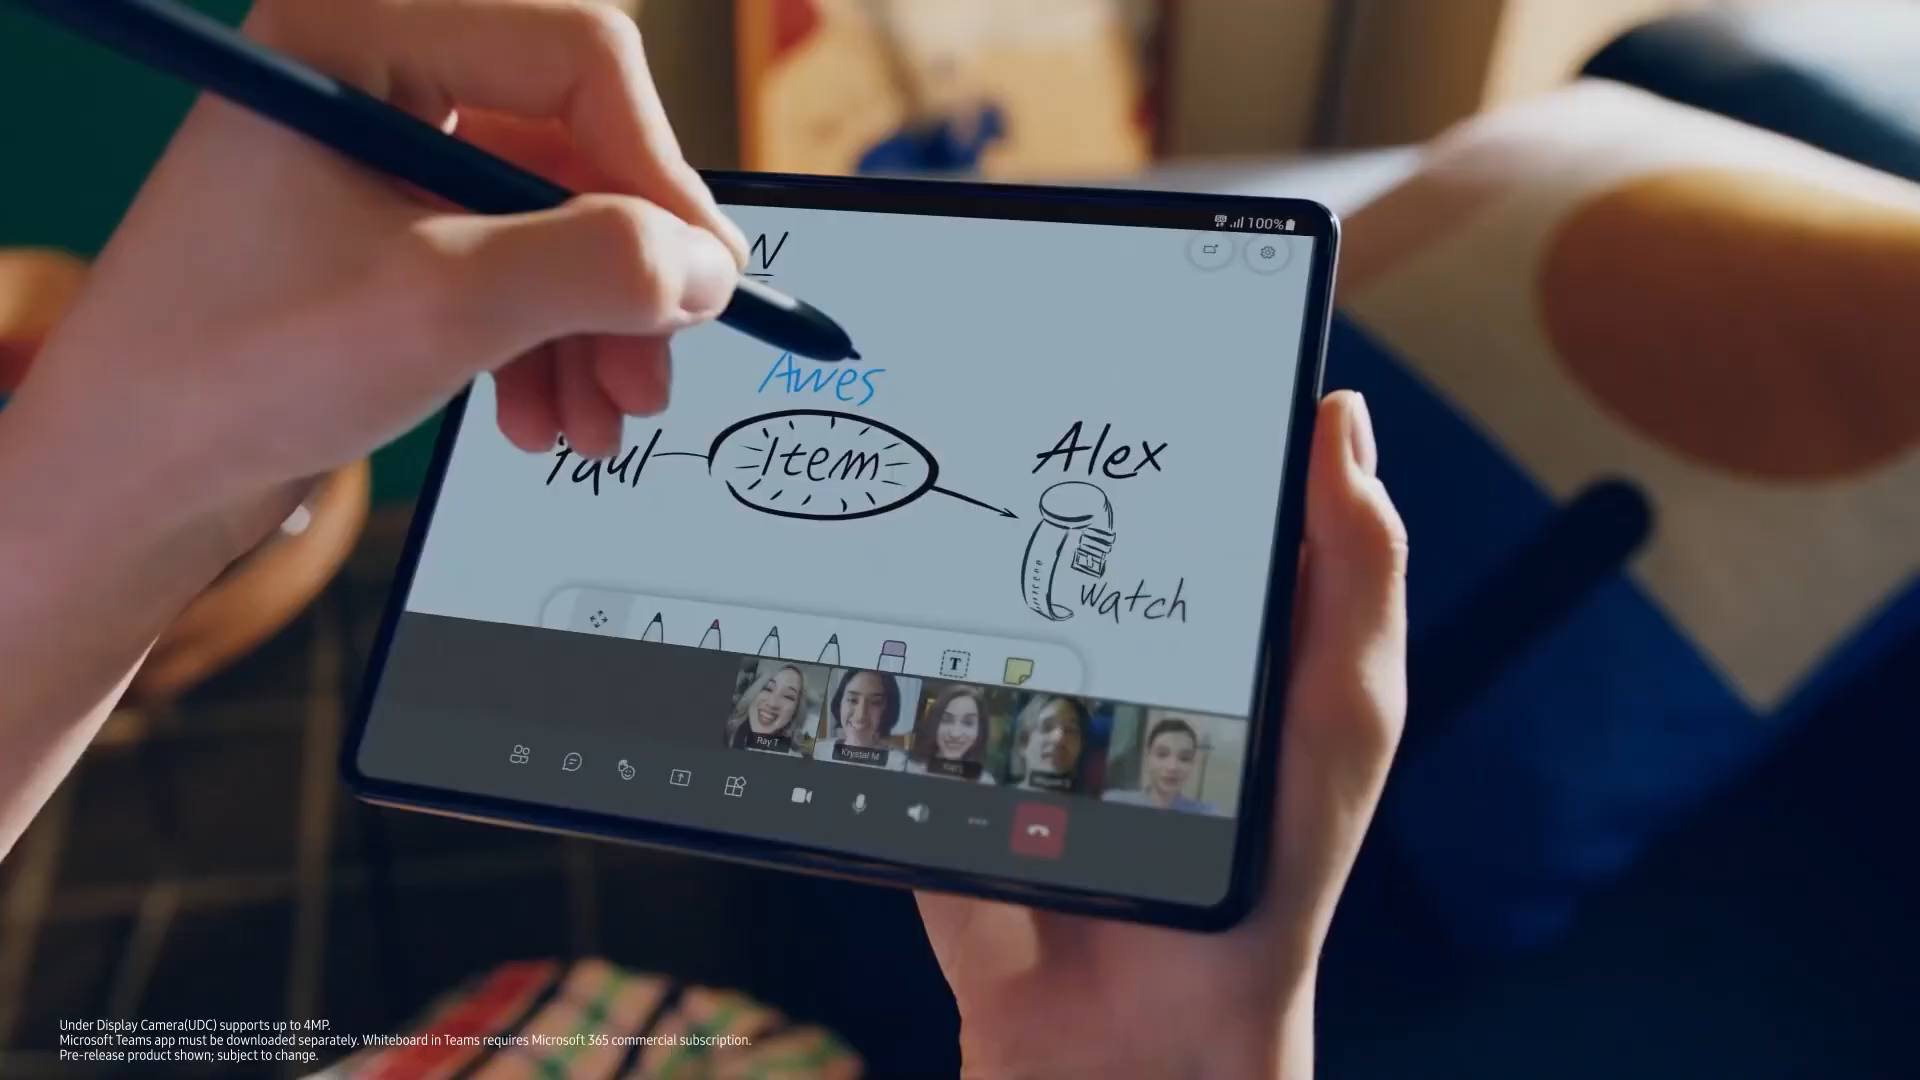 100%
N
Awes
Paul
Item
Alex
watch
T
Ray T
Krystal M
Under Display Camera(UDC) supports up to 4MP.
Microsoft Teams app must be downloaded separately. Whiteboard in Teams requires Microsoft 365 commercial subscription.
Pre-release product shown; subject to change.